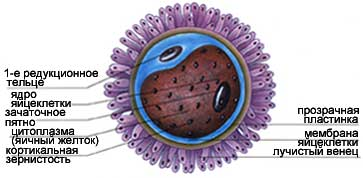 1-е редукционное
тельце
ядро
яйцеклетки
зачаточное
пятно
цитоплазма
(яичный желток)
кортикальная
зернистость
прозрачная
пластинка
мембрана
яйцеклетки
лучистый венец